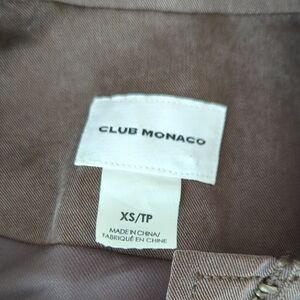 CLUB MONACO
XS/TP
MADE IN CHINA/
FABRIQUÉ EN CHINE